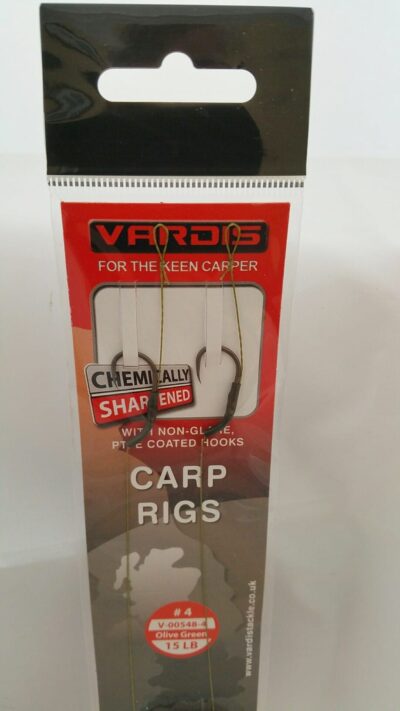 VARDIS
FOR THE KEEN CARPER
CHEMICALLY
SHARPENED
WITH NON-GLARE,
PTFE COATED HOOKS
CARP
RIGS
#4
V-00548-4
Olive Green
15 LB
www.vardistackle.co.uk